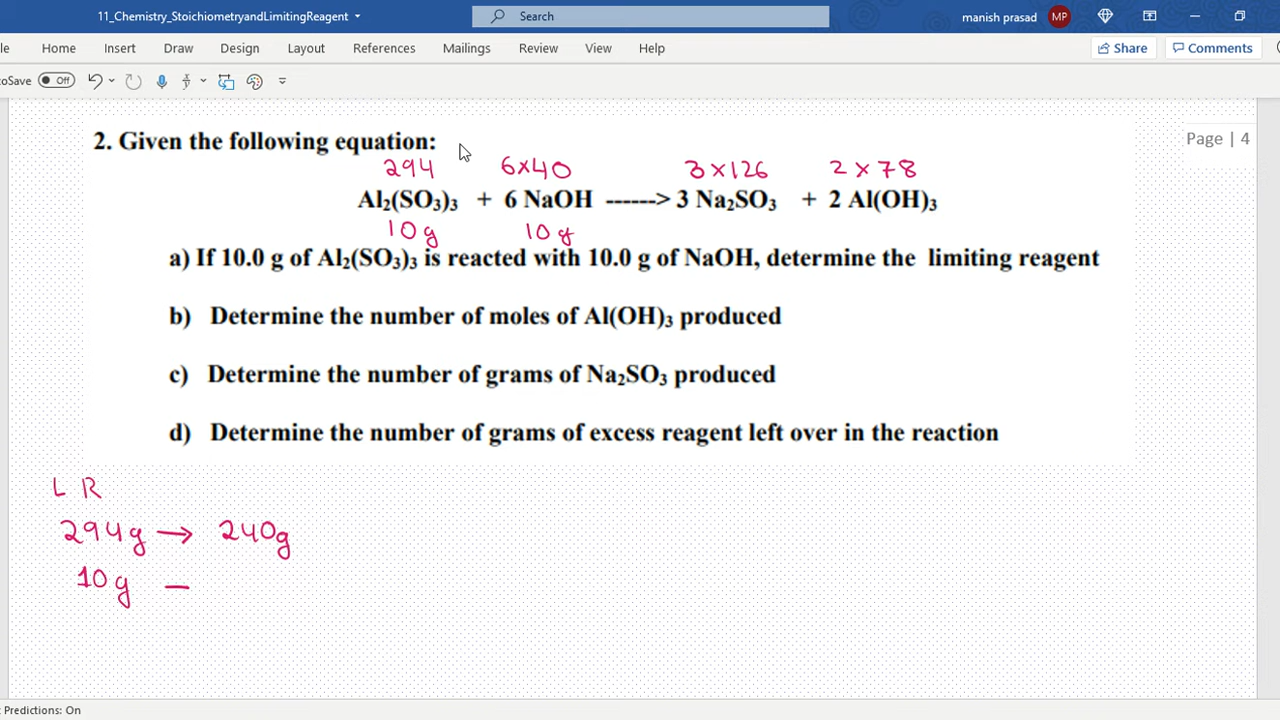 11_Chemistry_StoichiometryandLimitingReagent
Search
manish prasad MP
le Home Insert Draw Design Layout References Mailings Review View Help Share Comments
oSave Off
Page | 4
2. Given the following equation:
294 6×40 3×126 2×78
Al₂(SO₃)₃ + 6 NaOH ------> 3 Na₂SO₃ + 2 Al(OH)₃
10g 10g
a) If 10.0 g of Al₂(SO₃)₃ is reacted with 10.0 g of NaOH, determine the limiting reagent
b) Determine the number of moles of Al(OH)₃ produced
c) Determine the number of grams of Na₂SO₃ produced
d) Determine the number of grams of excess reagent left over in the reaction
L R
294g → 240g
10g –
Predictions: On